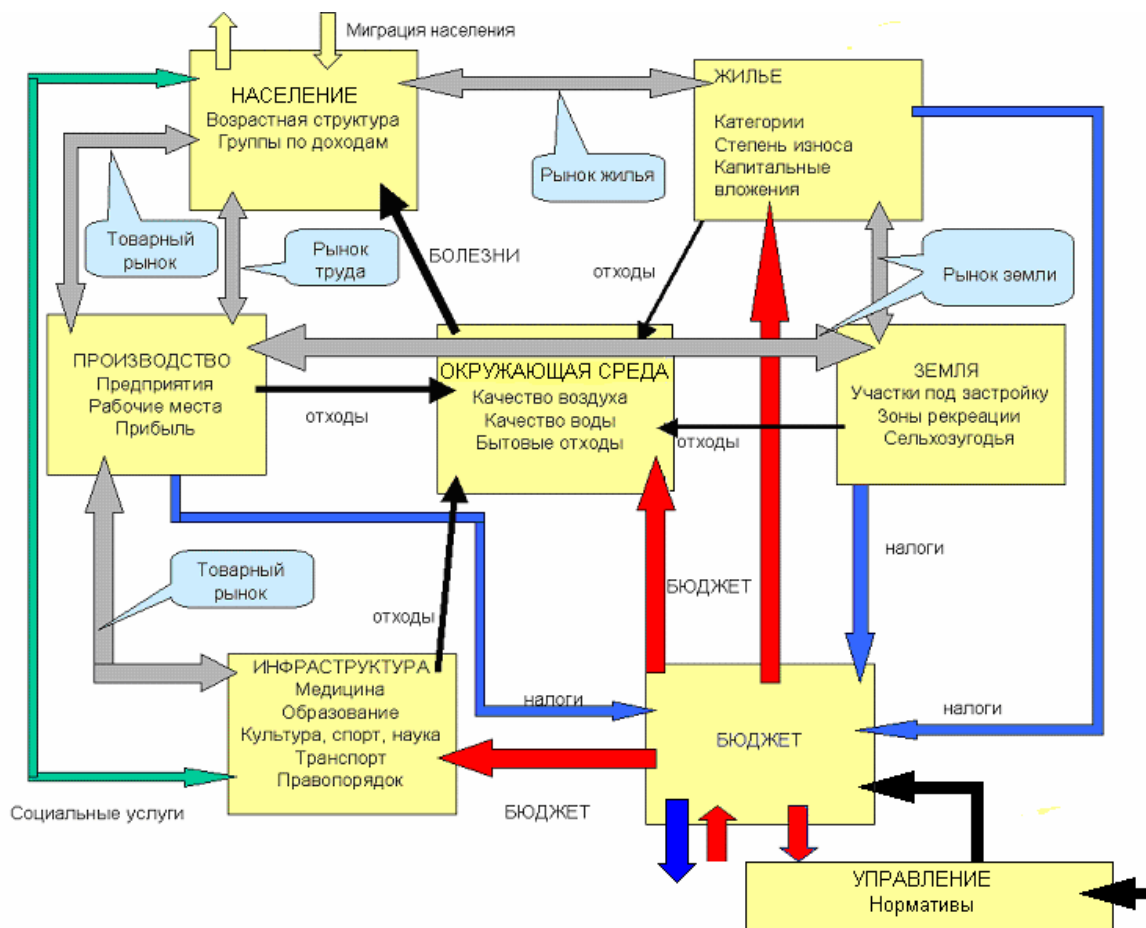 Миграция населения
НАСЕЛЕНИЕ
Возрастная структура
Группы по доходам
ЖИЛЬЕ
Категории
Степень износа
Капитальные
вложения
Рынок жилья
Товарный
рынок
Рынок
труда
БОЛЕЗНИ
отходы
Рынок земли
ПРОИЗВОДСТВО
Предприятия
Рабочие места
Прибыль
отходы
ОКРУЖАЮЩАЯ СРЕДА
Качество воздуха
Качество воды
Бытовые отходы
отходы
ЗЕМЛЯ
Участки под застройку
Зоны рекреации
Сельхозугодья
налоги
Товарный
рынок
БЮДЖЕТ
отходы
ИНФРАСТРУКТУРА
Медицина
Образование
Культура, спорт, наука
Транспорт
Правопорядок
налоги
БЮДЖЕТ
налоги
Социальные услуги
БЮДЖЕТ
УПРАВЛЕНИЕ
Нормативы